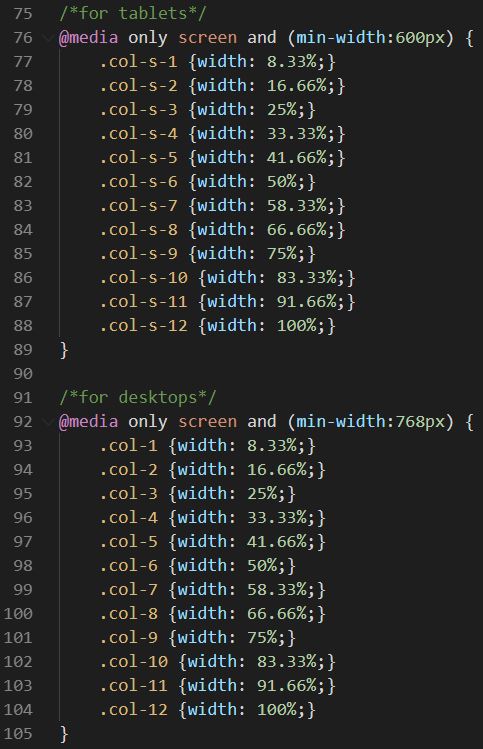 75 /*for tablets*/
76 @media only screen and (min-width:600px) {
77 .col-s-1 {width: 8.33%;}
78 .col-s-2 {width: 16.66%;}
79 .col-s-3 {width: 25%;}
80 .col-s-4 {width: 33.33%;}
81 .col-s-5 {width: 41.66%;}
82 .col-s-6 {width: 50%;}
83 .col-s-7 {width: 58.33%;}
84 .col-s-8 {width: 66.66%;}
85 .col-s-9 {width: 75%;}
86 .col-s-10 {width: 83.33%;}
87 .col-s-11 {width: 91.66%;}
88 .col-s-12 {width: 100%;}
89 }
90
91 /*for desktops*/
92 @media only screen and (min-width:768px) {
93 .col-1 {width: 8.33%;}
94 .col-2 {width: 16.66%;}
95 .col-3 {width: 25%;}
96 .col-4 {width: 33.33%;}
97 .col-5 {width: 41.66%;}
98 .col-6 {width: 50%;}
99 .col-7 {width: 58.33%;}
100 .col-8 {width: 66.66%;}
101 .col-9 {width: 75%;}
102 .col-10 {width: 83.33%;}
103 .col-11 {width: 91.66%;}
104 .col-12 {width: 100%;}
105 }